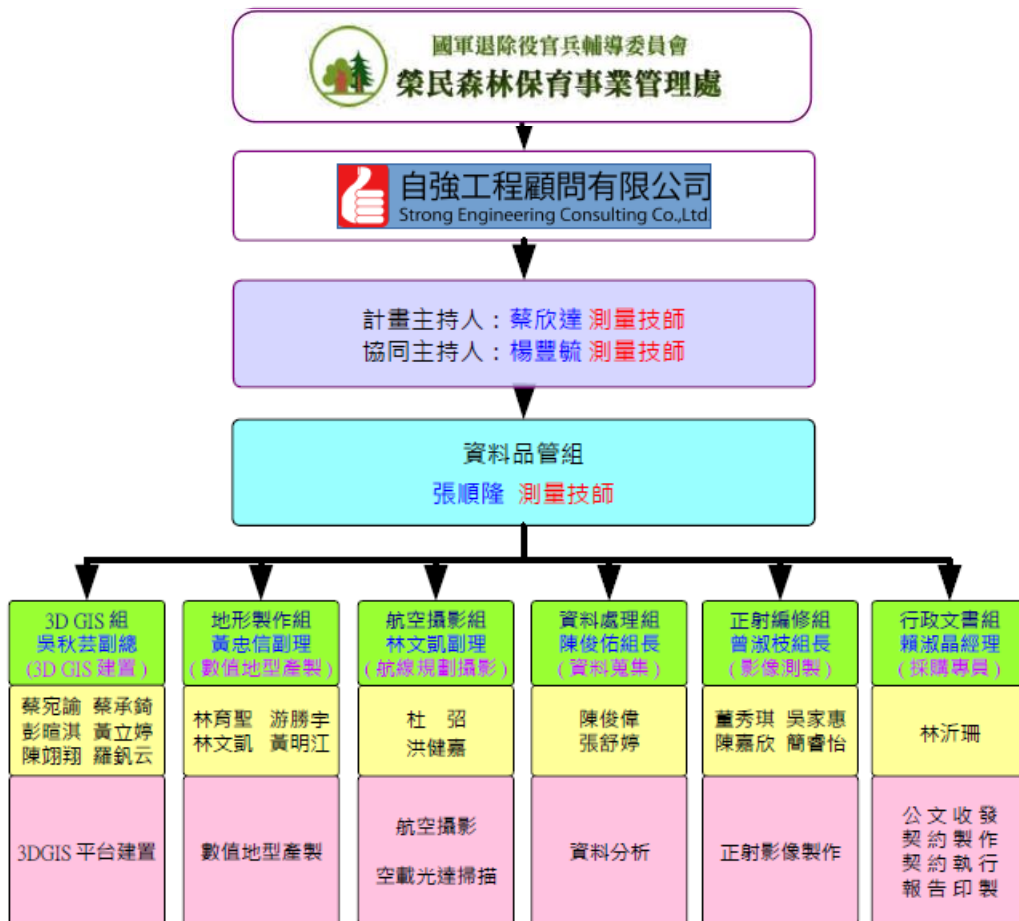 國軍退除役官兵輔導委員會
榮民森林保育事業管理處
自強工程顧問有限公司
Strong Engineering Consulting Co.,Ltd
計畫主持人：蔡欣達 測量技師
協同主持人：楊豐毓 測量技師
資料品管組
張順隆 測量技師
3D GIS 組
吳秋芸副總
(3D GIS 建置)
蔡宛諭 蔡承錡
彭暄淇 黃立婷
陳翊翔 羅釩云
3DGIS 平台建置
地形製作組
黃忠信副理
(數值地型產製)
林育聖 游勝宇
林文凱 黃明江
數值地型產製
航空攝影組
林文凱副理
(航線規劃攝影)
杜 弨
洪健嘉
航空攝影
空載光達掃描
資料處理組
陳俊佑組長
(資料蒐集)
陳俊偉
張舒婷
資料分析
正射編修組
曾淑枝組長
(影像測製)
董秀琪 吳家惠
陳嘉欣 簡睿怡
正射影像製作
行政文書組
賴淑晶經理
(採購專員)
林沂珊
公文收發
契約製作
契約執行
報告印製